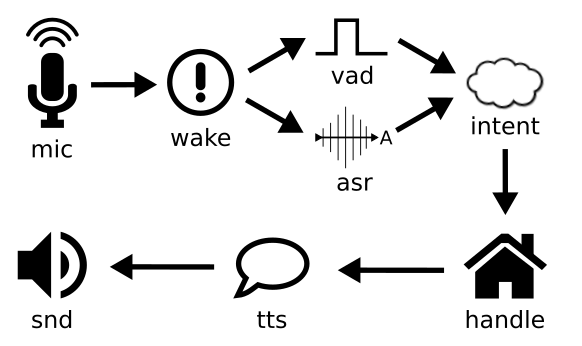 mic
wake
vad
A
asr
intent
snd
tts
handle